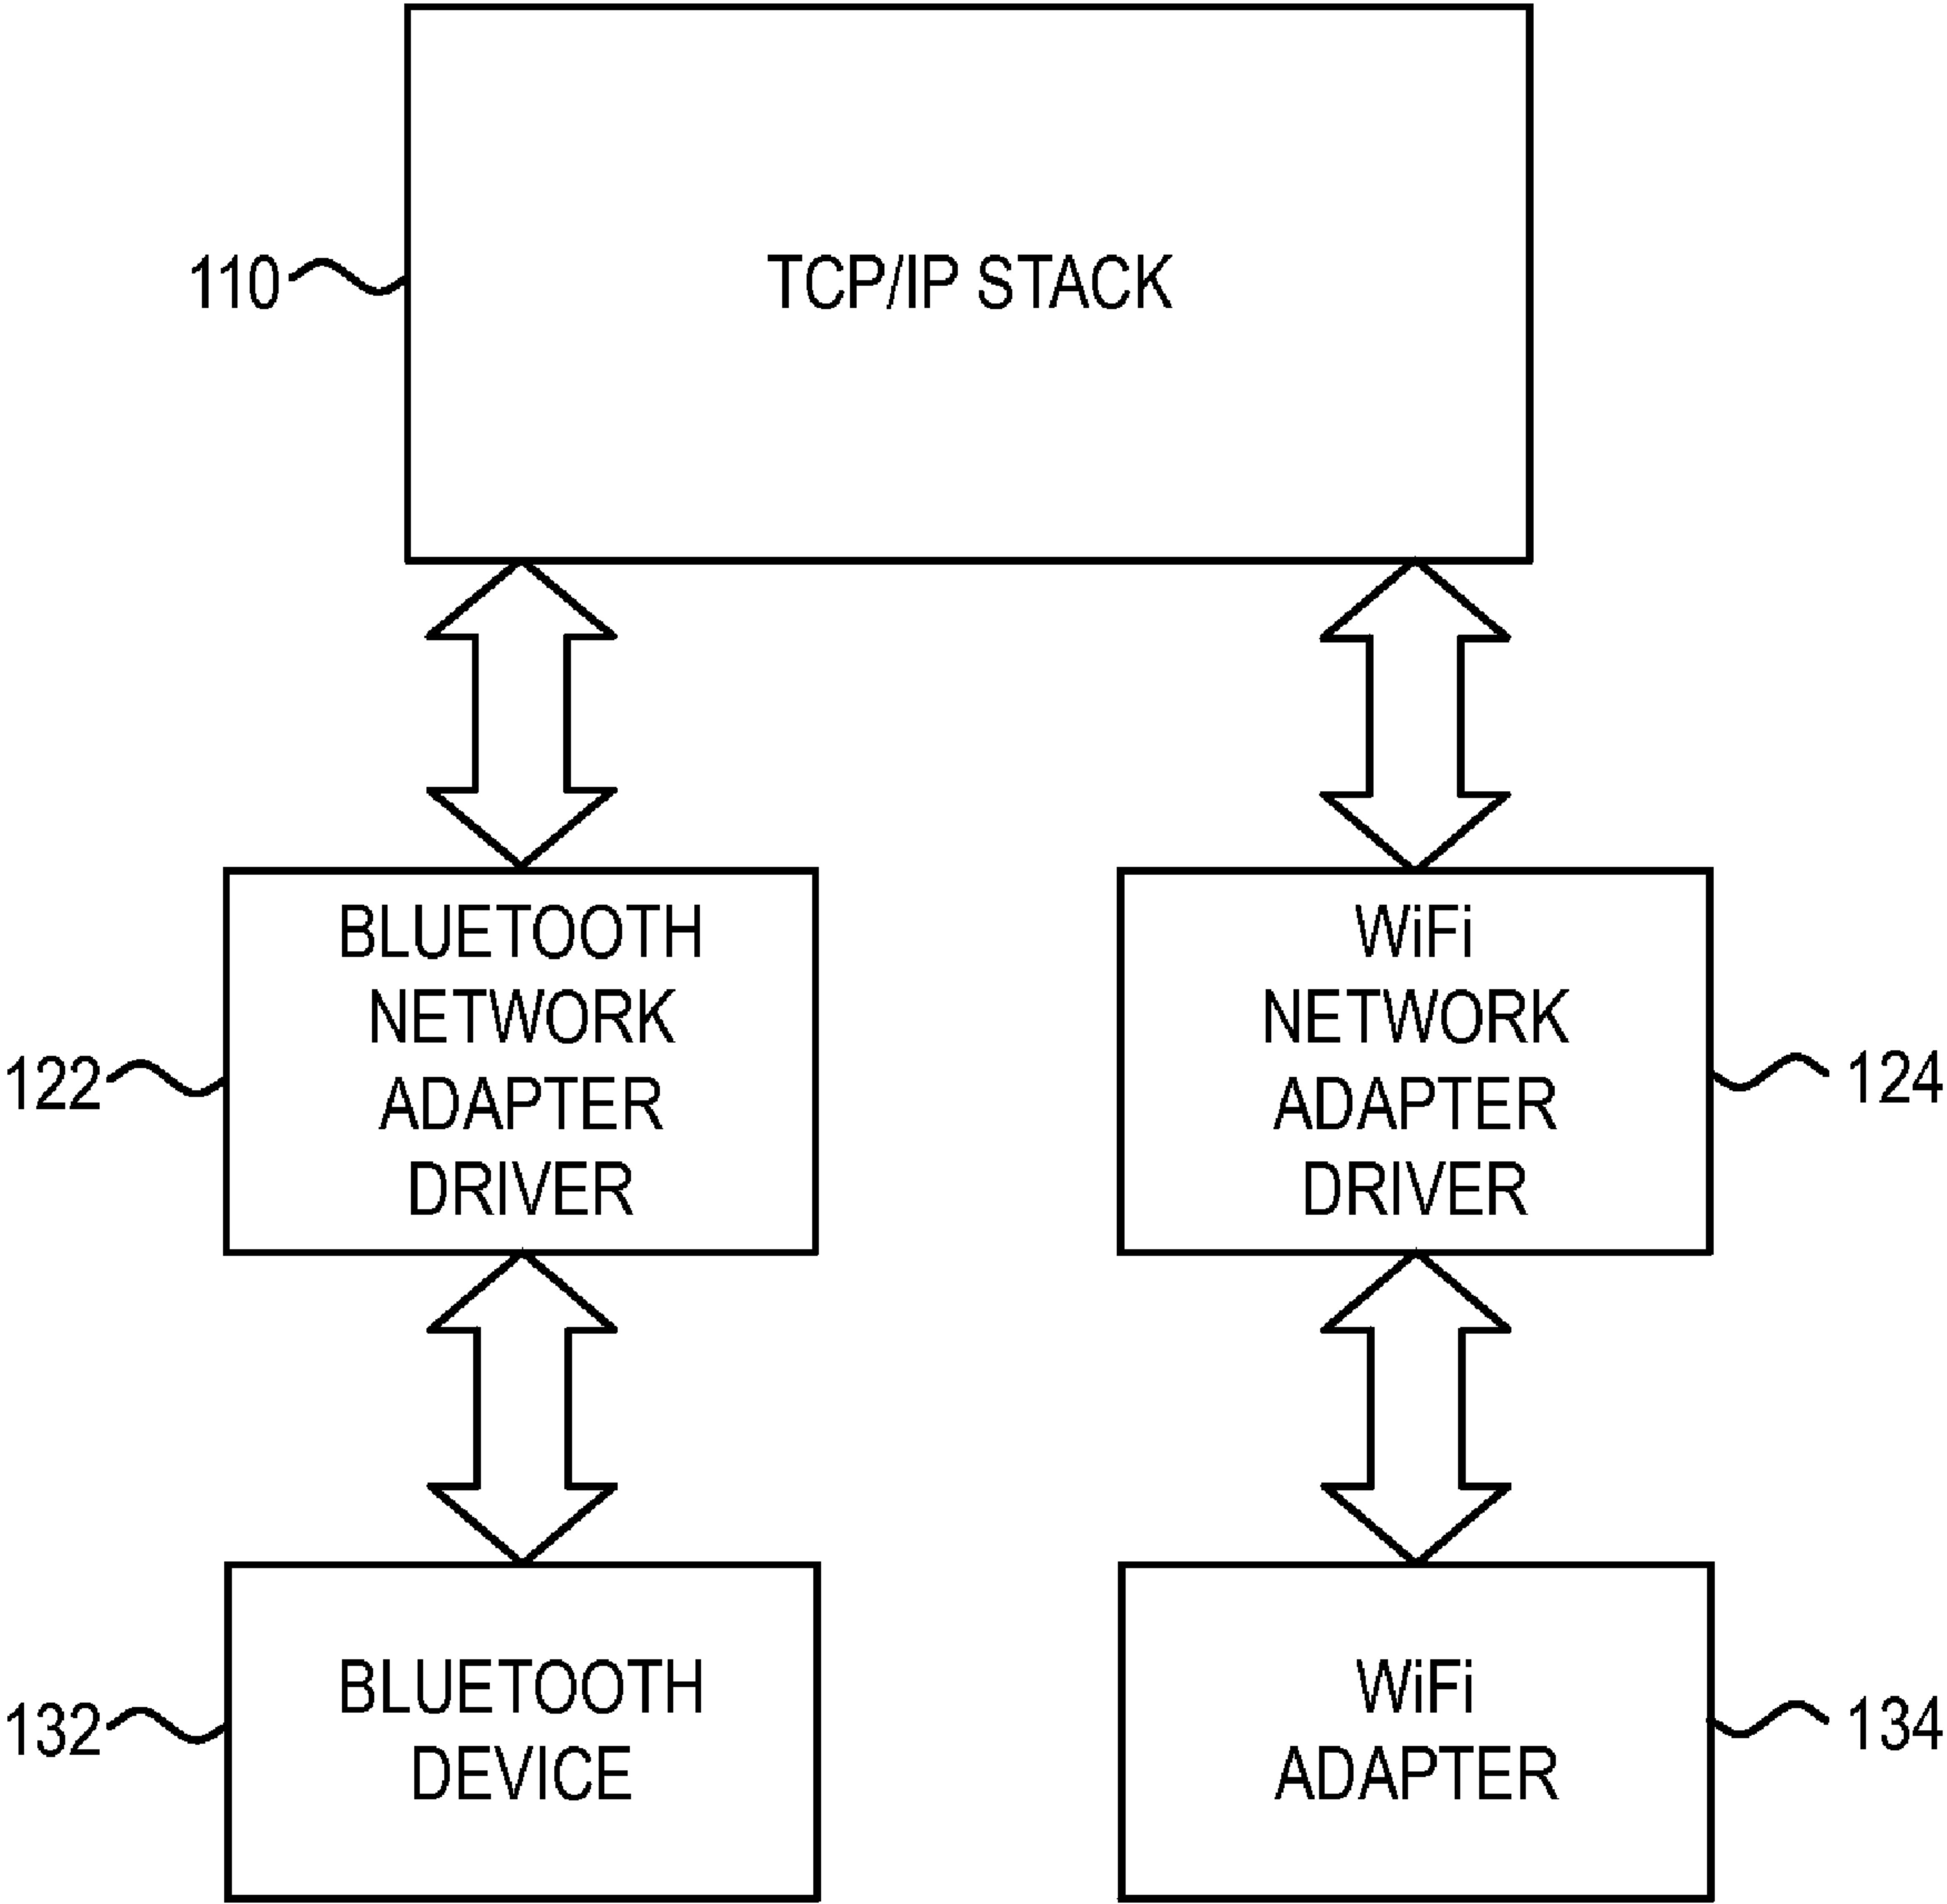 110
TCP/IP STACK
BLUETOOTH
NETWORK
ADAPTER
DRIVER
122
WiFi
NETWORK
ADAPTER
DRIVER
124
BLUETOOTH
DEVICE
132
WiFi
ADAPTER
134